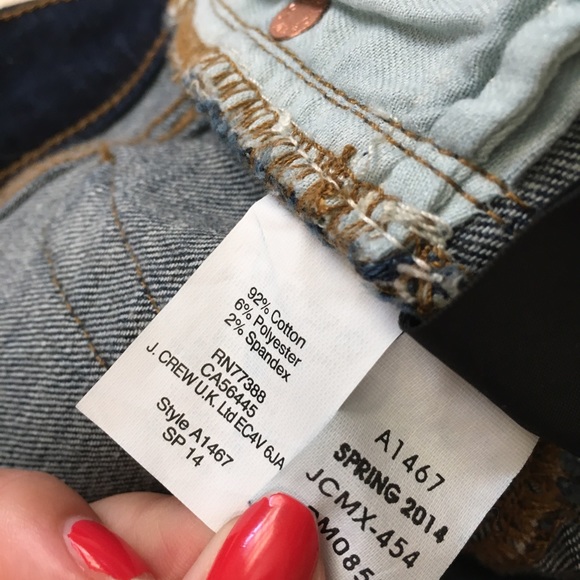 92% Cotton
6% Polyester
2% Spandex
RN77388
CA56445
J. CREW U.K. Ltd EC4V 6JA
Style A1467
SP 14
A1467
SPRING 2014
JCMX-454